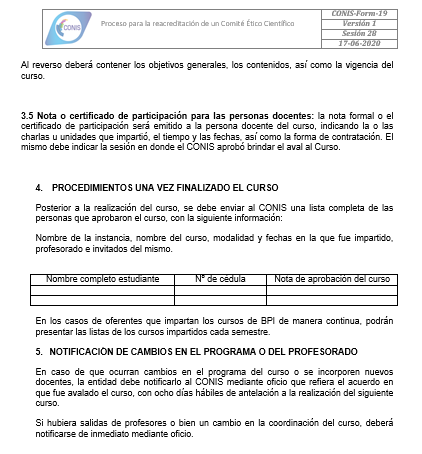 CONIS
Proceso para la reacreditación de un Comité Ético Científico
CONIS-Form-19
Versión 1
Sesión 28
17-06-2020
Al reverso deberá contener los objetivos generales, los contenidos, así como la vigencia del
curso.
3.5 Nota o certificado de participación para las personas docentes: la nota formal o el
certificado de participación será emitido a la persona docente del curso, indicando la o las
charlas u unidades que impartió, el tiempo y las fechas, así como la forma de contratación. El
mismo debe indicar la sesión en donde el CONIS aprobó brindar el aval al Curso.
4. PROCEDIMIENTOS UNA VEZ FINALIZADO EL CURSO
Posterior a la realización del curso, se debe enviar al CONIS una lista completa de las
personas que aprobaron el curso, con la siguiente información:
Nombre de la instancia, nombre del curso, modalidad y fechas en la que fue impartido,
profesorado e invitados del mismo.
Nombre completo estudiante N° de cédula Nota de aprobación del curso
En los casos de oferentes que impartan los cursos de BPI de manera continua, podrán
presentar las listas de los cursos impartidos cada semestre.
5. NOTIFICACIÓN DE CAMBIOS EN EL PROGRAMA O DEL PROFESORADO
En caso de que ocurran cambios en el programa del curso o se incorporen nuevos
docentes, la entidad debe notificarlo al CONIS mediante oficio que refiera el acuerdo en
que fue avalado el curso, con ocho días hábiles de antelación a la realización del siguiente
curso.
Si hubiera salidas de profesores o bien un cambio en la coordinación del curso, deberá
notificarse de inmediato mediante oficio.